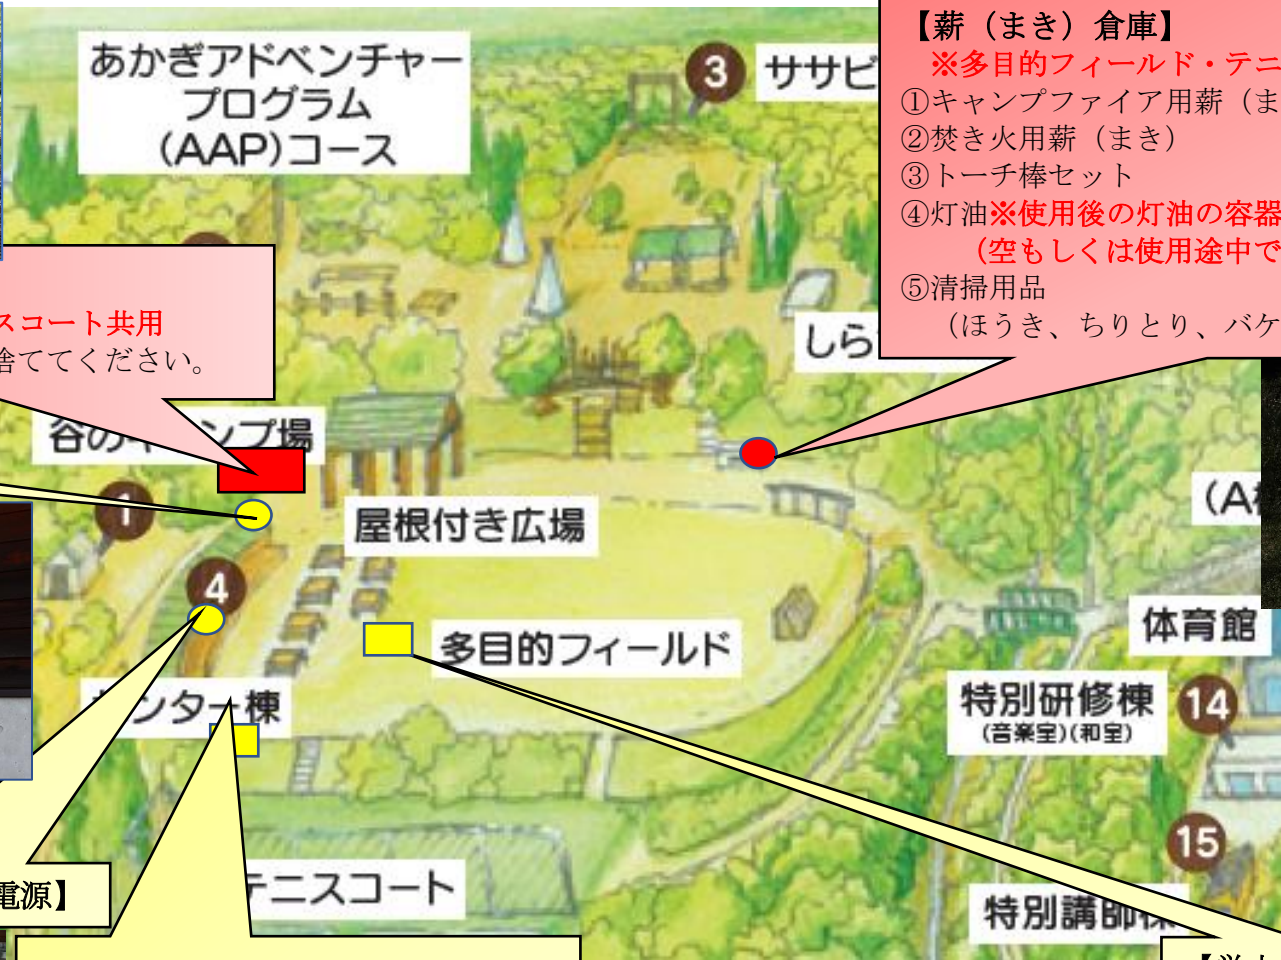 あかぎアドベンチャー
プログラム
(AAP)コース
3
ササビ
【薪（まき）倉庫】
※多目的フィールド・テニ
①キャンプファイア用薪（ま
②焚き火用薪（まき）
③トーチ棒セット
④灯油※使用後の灯油の容器
（空もしくは使用途中で
⑤清掃用品
（ほうき、ちりとり、バケ
スコート共用
捨ててください。
しら
谷のキャンプ場
1
屋根付き広場
(A
4
体育館
多目的フィールド
センター棟
特別研修棟
(音楽室)(和室)
14
15
テニスコート
電源】
特別講師棟